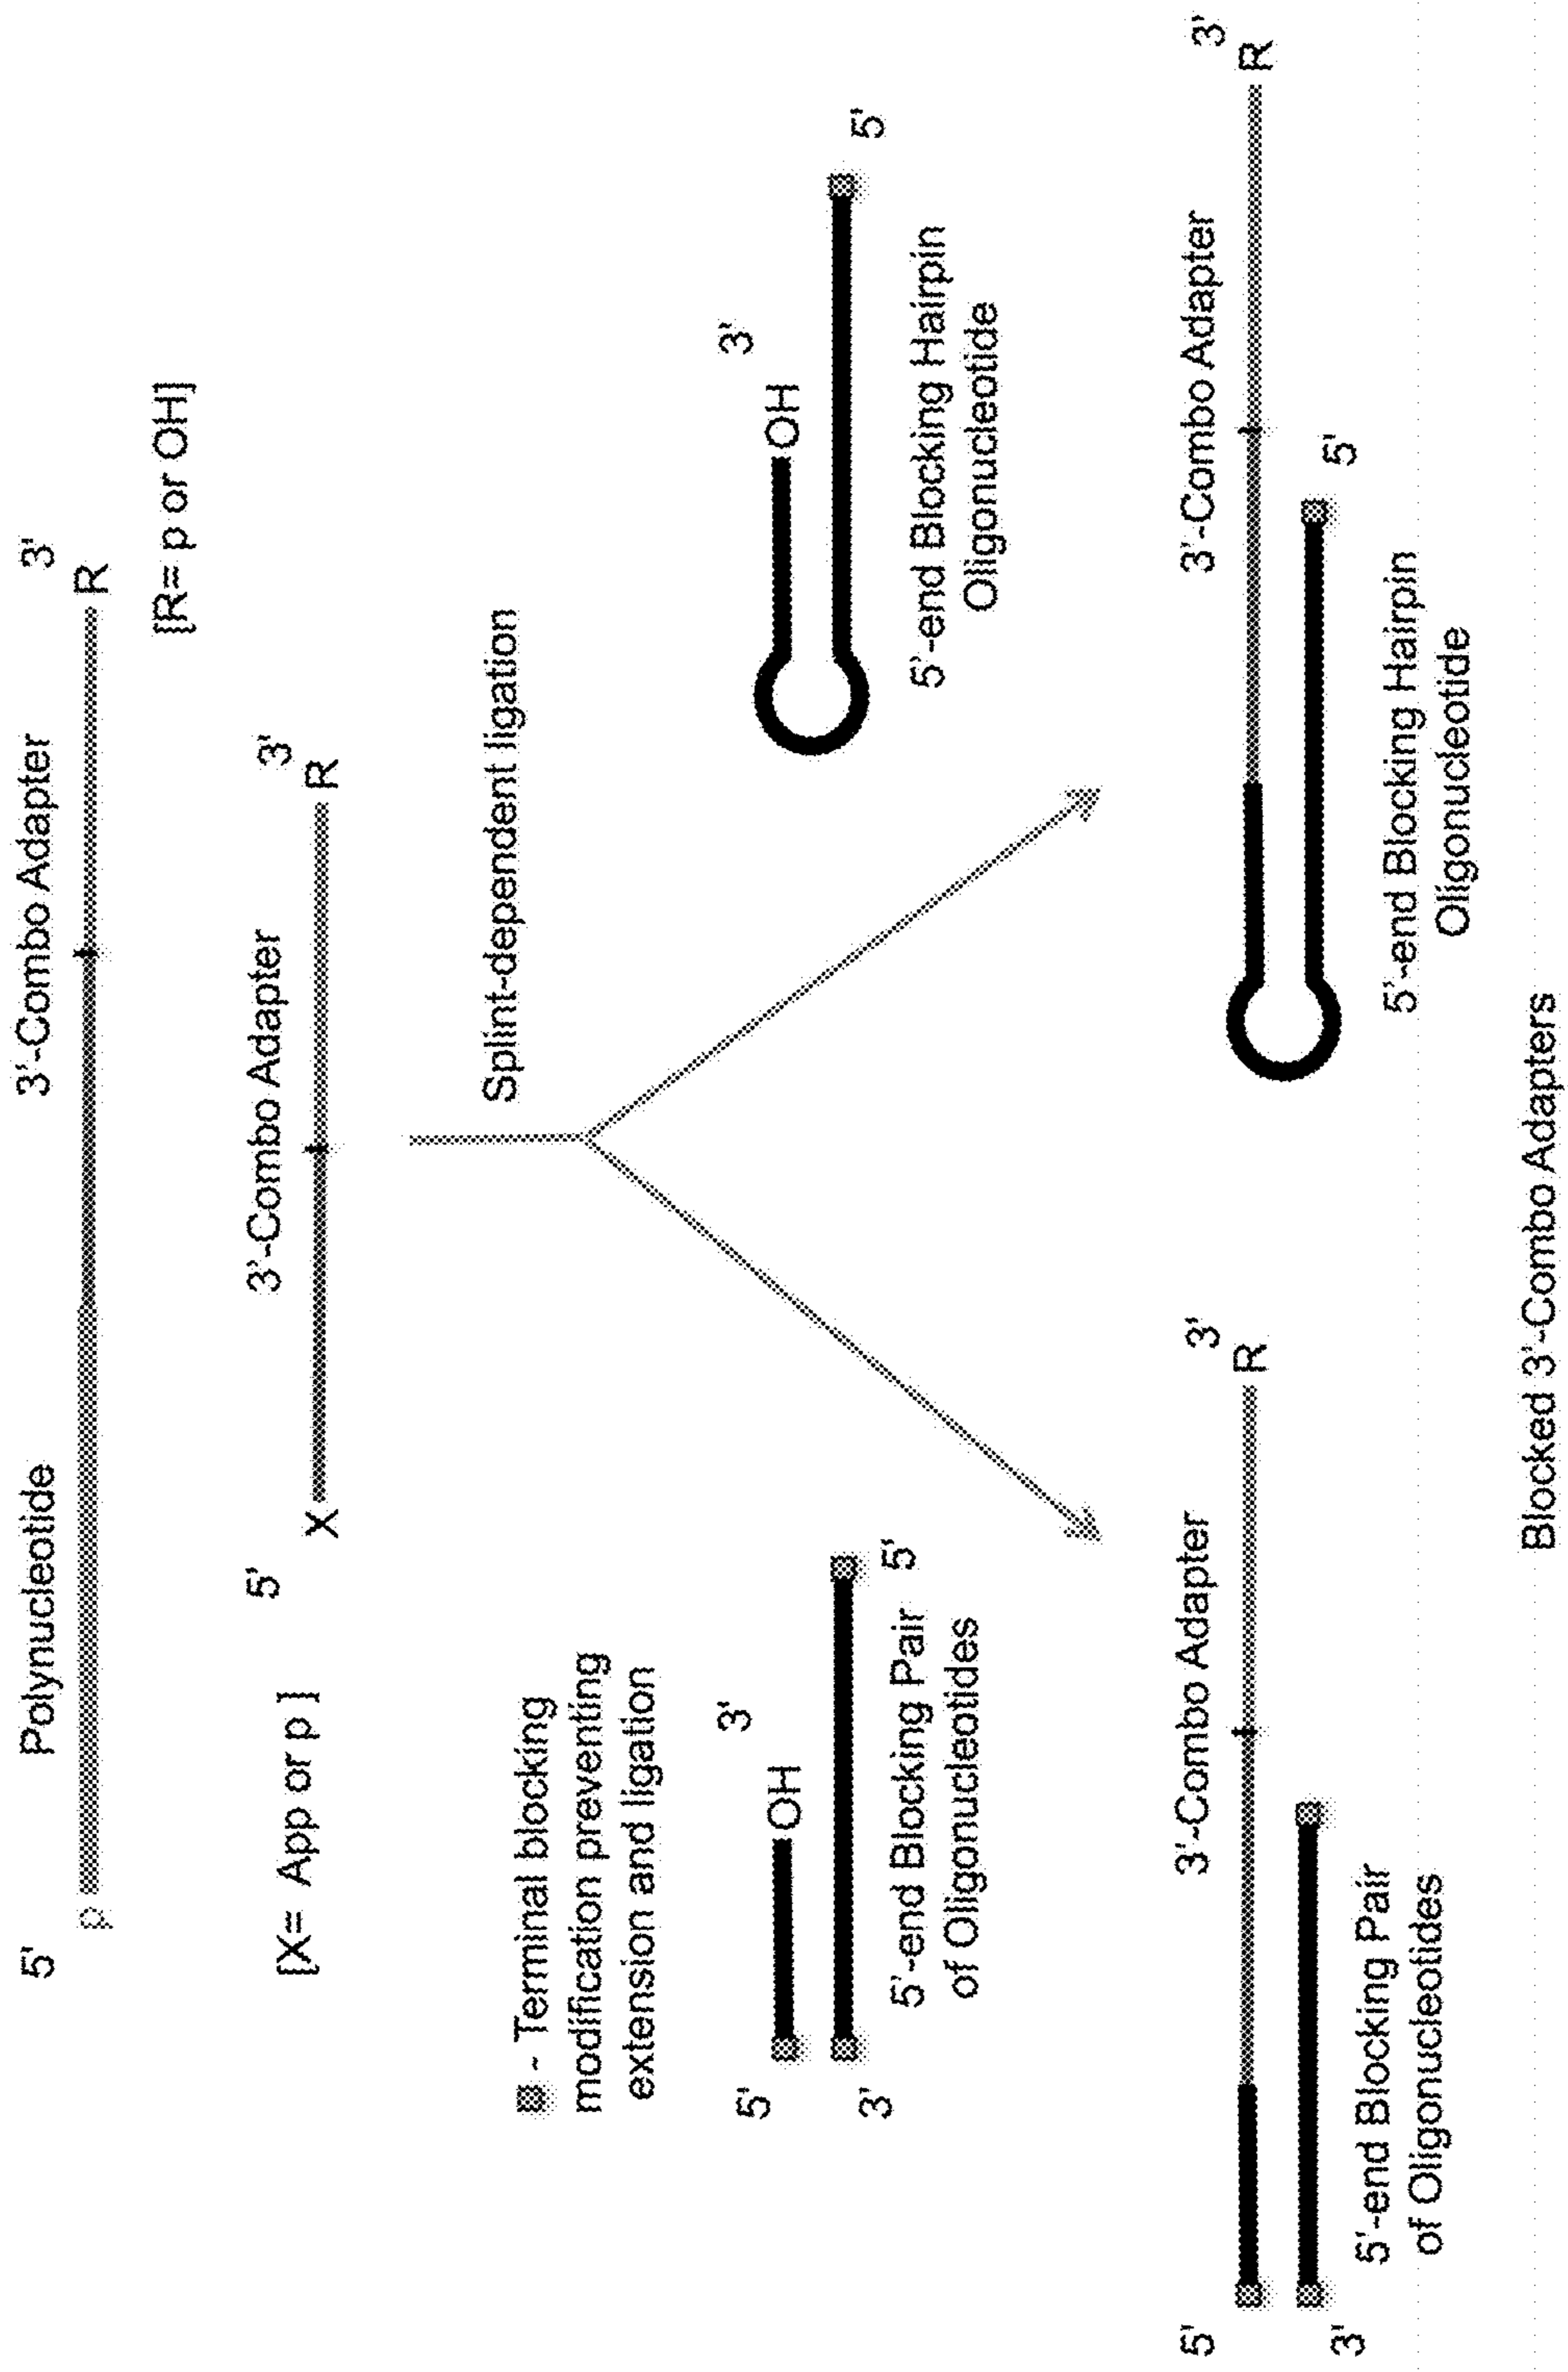 Polynucleotide
3'-Combo Adapter
5'
3'
p
R
[R= p or OH]
3'-Combo Adapter
5'
3'
X
R
[X= App or p ]
Splint-dependent ligation
- Terminal blocking
modification preventing
extension and ligation
3'
OH
5'
3'
5'
5'-end Blocking Pair
of Oligonucleotides
3'
OH
5'
5'-end Blocking Hairpin
Oligonucleotide
3'-Combo Adapter
3'
R
5'
3'
5'-end Blocking Pair
of Oligonucleotides
3'-Combo Adapter
3'
R
5'
5'-end Blocking Hairpin
Oligonucleotide
Blocked 3'-Combo Adapters